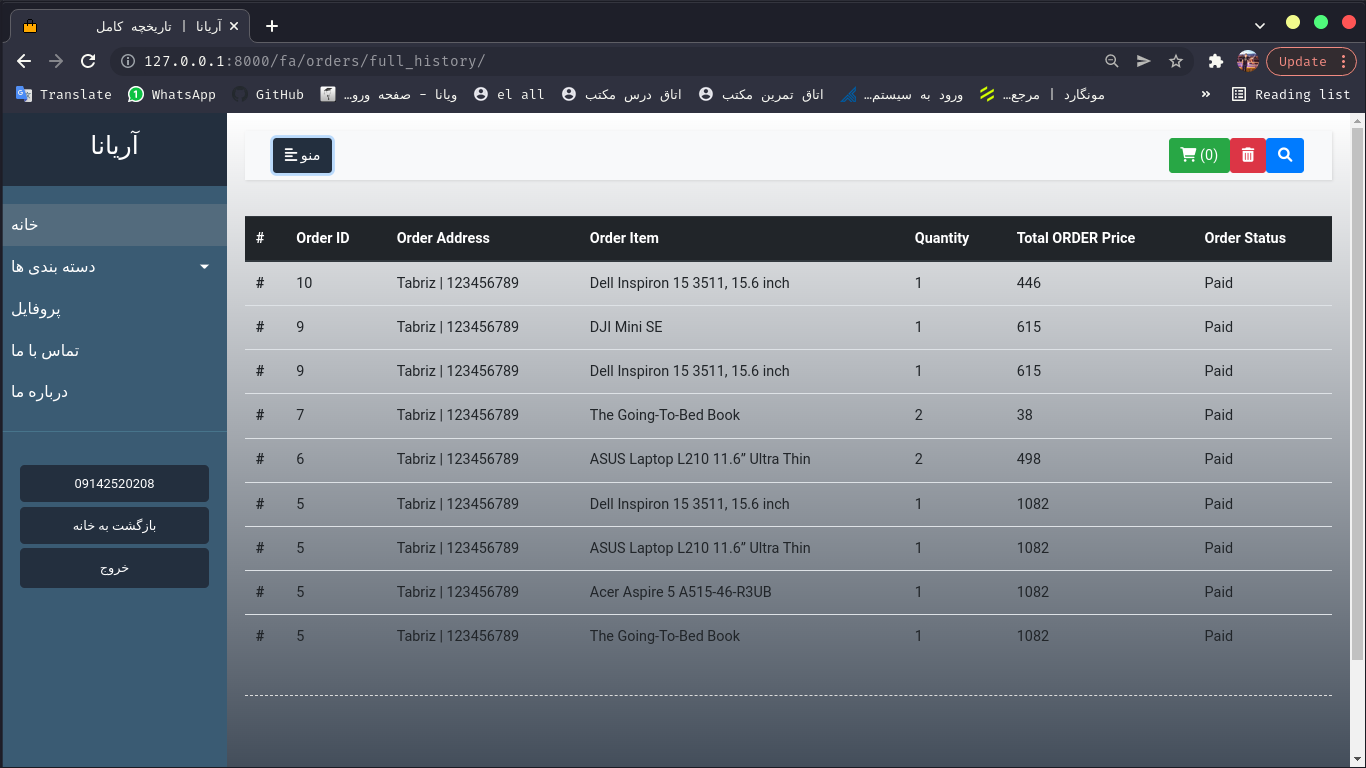 آریانا | تاریخچه کامل
127.0.0.1:8000/fa/orders/full_history/
Update
Translate
WhatsApp
GitHub
ویانا - صفحه ورو...
el all
اتاق درس مکتب
اتاق تمرین مکتب
ورود به سیستم...
مونگارد | مرجع...
»
Reading list
آریانا
خانه
دسته بندی ها
پروفایل
تماس با ما
درباره ما
09142520208
بازگشت به خانه
خروج
منو
(0)
# Order ID Order Address Order Item Quantity Total ORDER Price Order Status
# 10 Tabriz | 123456789 Dell Inspiron 15 3511, 15.6 inch 1 446 Paid
# 9 Tabriz | 123456789 DJI Mini SE 1 615 Paid
# 9 Tabriz | 123456789 Dell Inspiron 15 3511, 15.6 inch 1 615 Paid
# 7 Tabriz | 123456789 The Going-To-Bed Book 2 38 Paid
# 6 Tabriz | 123456789 ASUS Laptop L210 11.6” Ultra Thin 2 498 Paid
# 5 Tabriz | 123456789 Dell Inspiron 15 3511, 15.6 inch 1 1082 Paid
# 5 Tabriz | 123456789 ASUS Laptop L210 11.6” Ultra Thin 1 1082 Paid
# 5 Tabriz | 123456789 Acer Aspire 5 A515-46-R3UB 1 1082 Paid
# 5 Tabriz | 123456789 The Going-To-Bed Book 1 1082 Paid